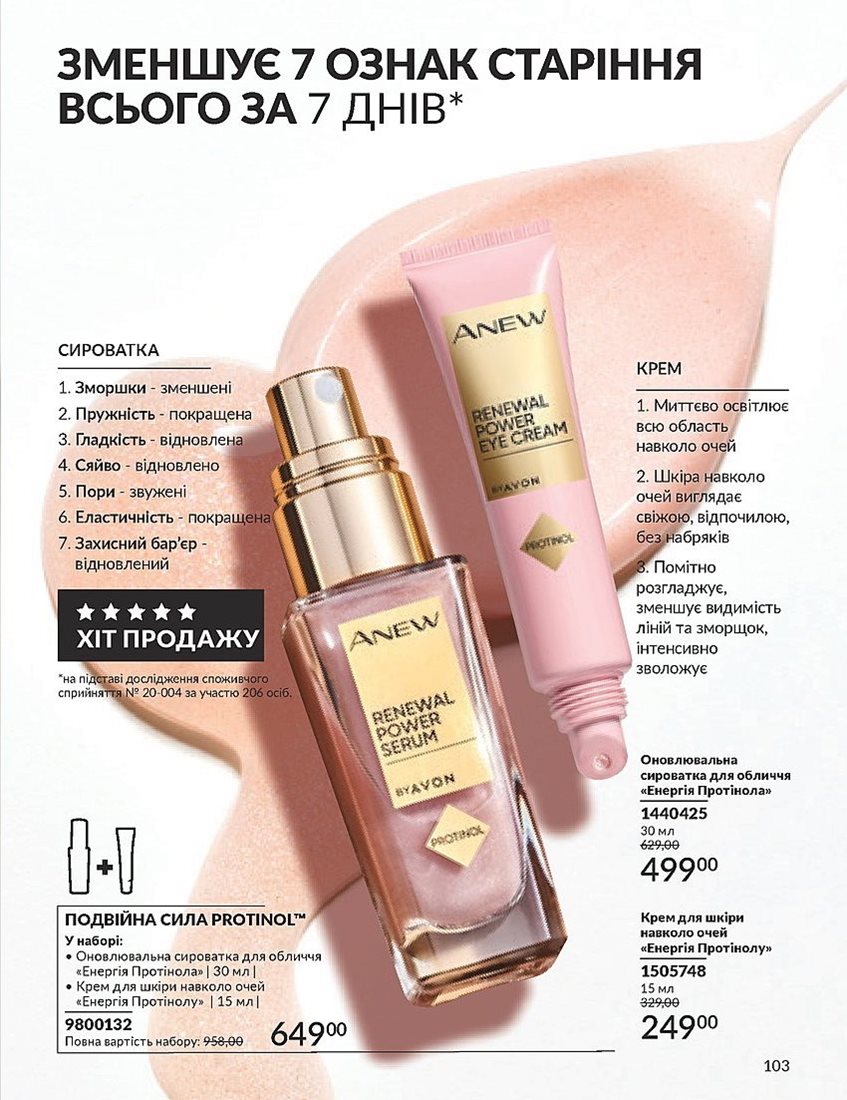 ЗМЕНШУЄ 7 ОЗНАК СТАРІННЯ
ВСЬОГО ЗА 7 ДНІВ*
СИРОВАТКА
1. Зморшки - зменшені
2. Пружність - покращена
3. Гладкість - відновлена
4. Сяйво - відновлено
5. Пори - звужені
6. Еластичність - покращена
7. Захисний бар’єр -
відновлений
ХІТ ПРОДАЖУ
*на підставі дослідження споживчого
сприйняття № 20-004 за участю 206 осіб.
ANEW
RENEWAL
POWER
EYE CREAM
BY AVON
PROTINOL
ANEW
RENEWAL
POWER
SERUM
BY AVON
PROTINOL
КРЕМ
1. Миттєво освітлює
всю область
навколо очей
2. Шкіра навколо
очей виглядає
свіжою, відпочилою,
без набряків
3. Помітно
розгладжує,
зменшує видимість
ліній та зморщок,
інтенсивно
зволожує
Оновлювальна
сироватка для обличчя
«Енергія Протінола»
1440425
30 мл
629,00
49900
Крем для шкіри
навколо очей
«Енергія Протінолу»
1505748
15 мл
329,00
24900
+
ПОДВІЙНА СИЛА PROTINOL™
У наборі:
• Оновлювальна сироватка для обличчя
«Енергія Протінола» | 30 мл |
• Крем для шкіри навколо очей
«Енергія Протінолу» | 15 мл |
9800132
Повна вартість набору: 958,00
64900
103